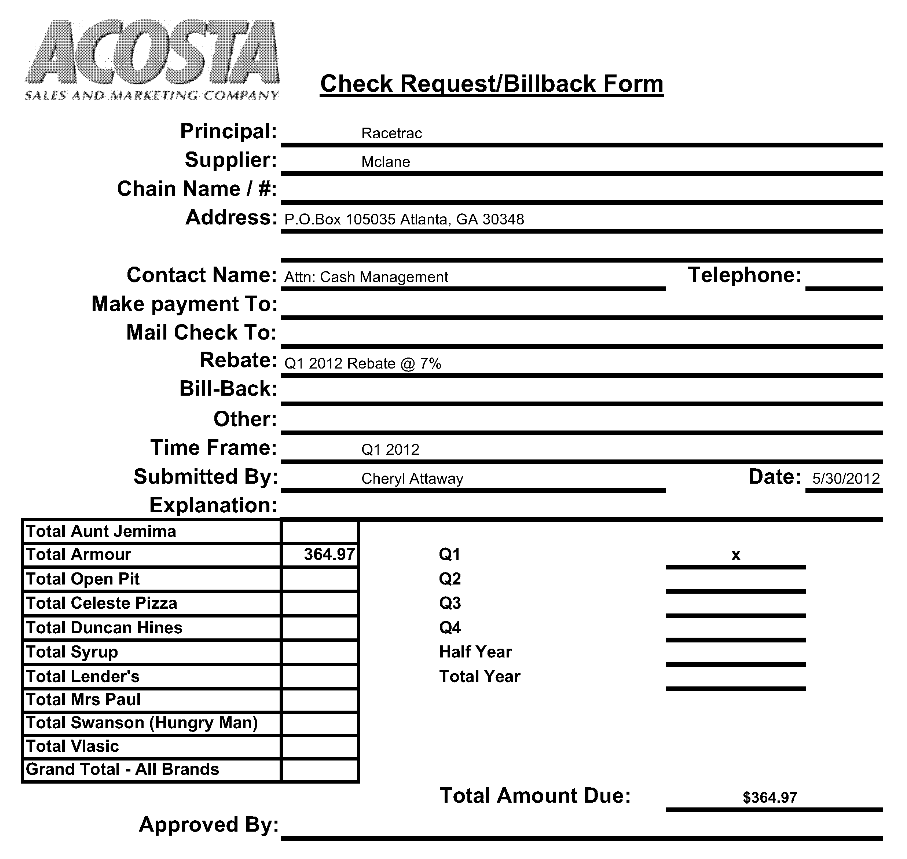 ACOSTA
SALES AND MARKETING COMPANY
Check Request/Billback Form
Principal: Racetrac
Supplier: Mclane
Chain Name / #:
Address: P.O.Box 105035 Atlanta, GA 30348
Contact Name: Attn: Cash Management Telephone:
Make payment To:
Mail Check To:
Rebate: Q1 2012 Rebate @ 7%
Bill-Back:
Other:
Time Frame: Q1 2012
Submitted By: Cheryl Attaway Date: 5/30/2012
Explanation:
Total Aunt Jemima
Total Armour 364.97 Q1 x
Total Open Pit Q2
Total Celeste Pizza Q3
Total Duncan Hines Q4
Total Syrup Half Year
Total Lender's Total Year
Total Mrs Paul
Total Swanson (Hungry Man)
Total Vlasic
Grand Total - All Brands
Total Amount Due: $364.97
Approved By: